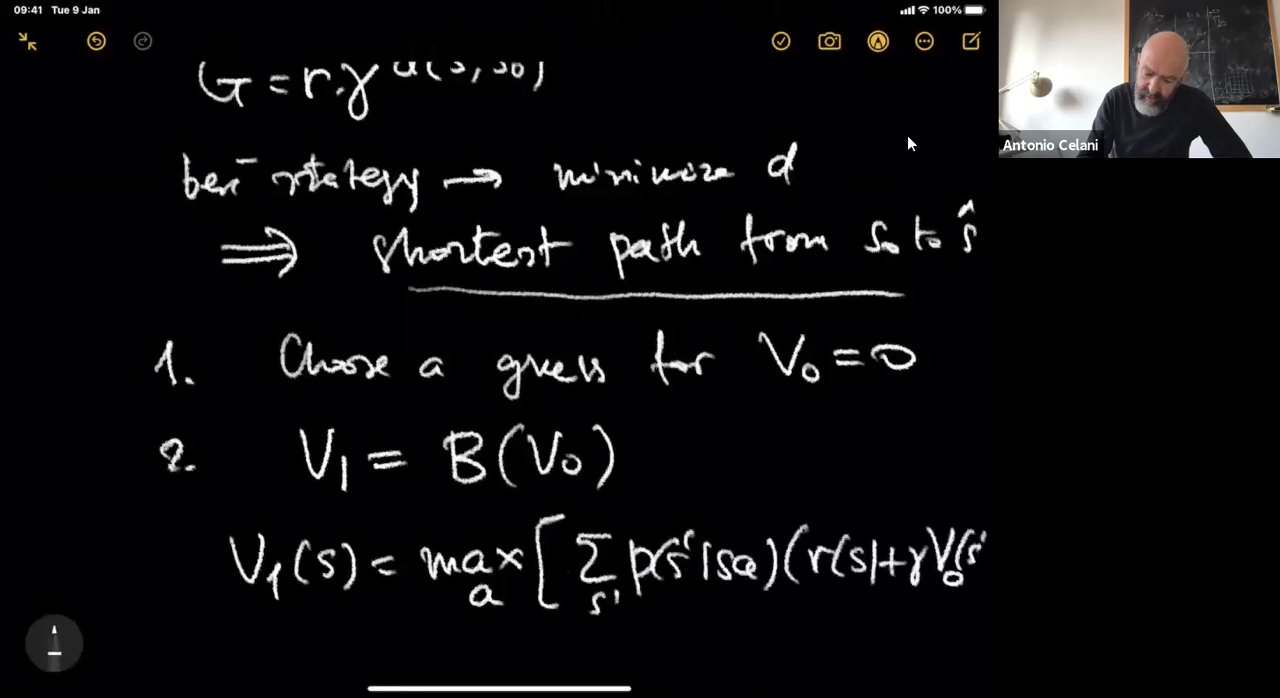 09:41 Tue 9 Jan
100%
Antonio Celani
G = r.γ d(s, s0)
best strategy → minimize d
⇒ shortest path from s₀ to ŝ
1. Choose a guess for V₀ = 0
2. V₁ = B(V₀)
V₁(s) = max a [ Σ s' p(s'|sa)(r(s)+γV₀(s'